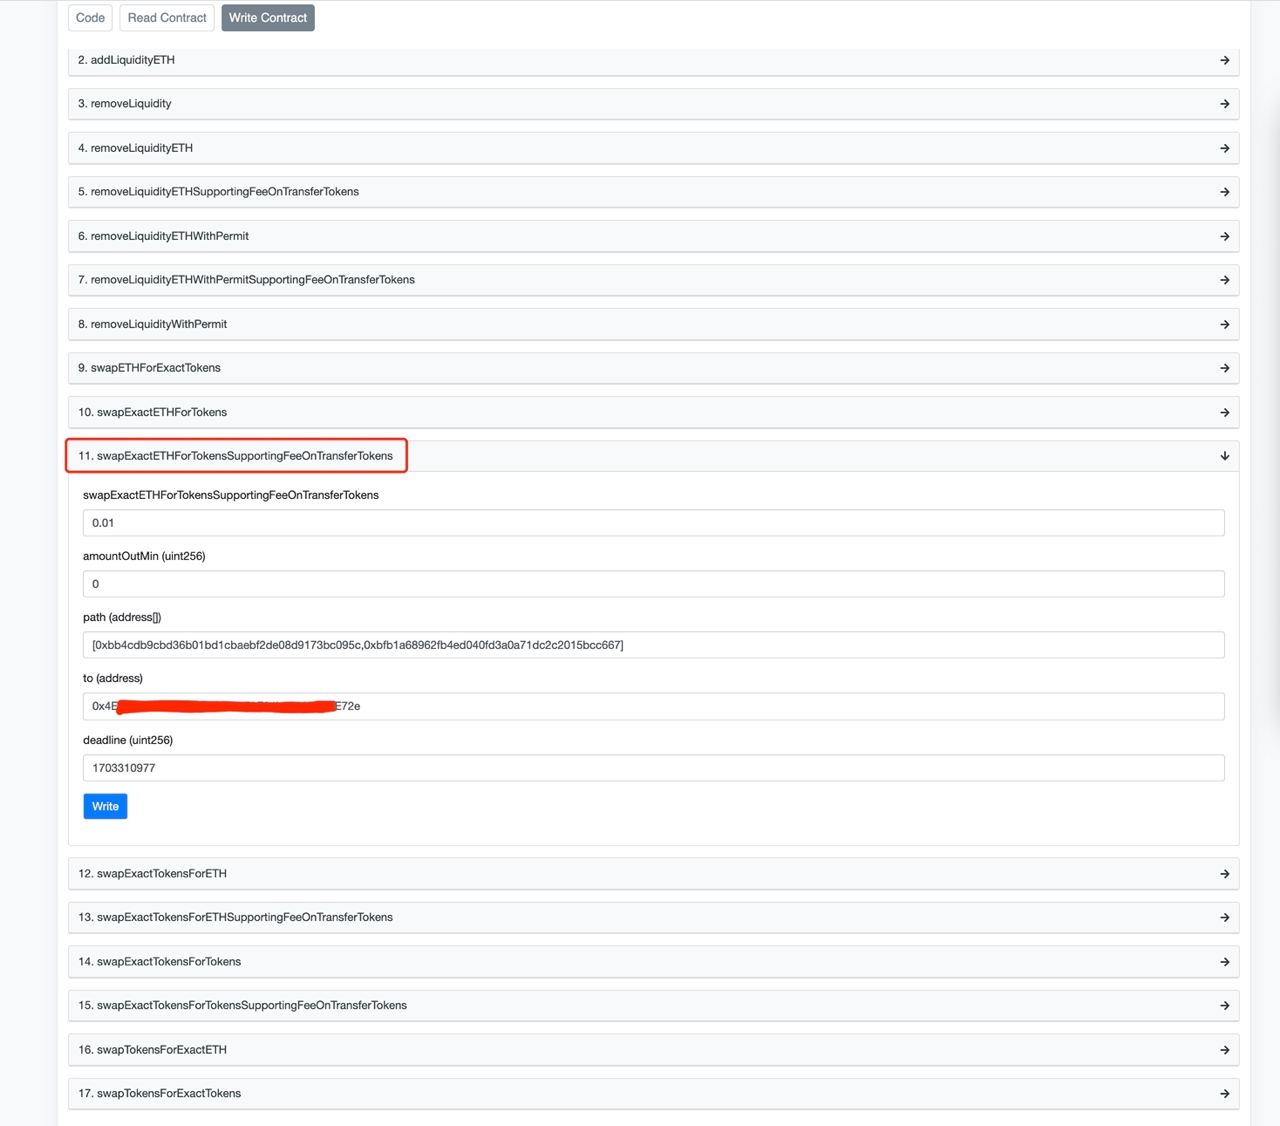 Code
Read Contract
Write Contract
2. addLiquidityETH
3. removeLiquidity
4. removeLiquidityETH
5. removeLiquidityETHSupportingFeeOnTransferTokens
6. removeLiquidityETHWithPermit
7. removeLiquidityETHWithPermitSupportingFeeOnTransferTokens
8. removeLiquidityWithPermit
9. swapETHForExactTokens
10. swapExactETHForTokens
11. swapExactETHForTokensSupportingFeeOnTransferTokens
swapExactETHForTokensSupportingFeeOnTransferTokens
0.01
amountOutMin (uint256)
0
path (address[])
[0xbb4cdb9cbd36b01bd1cbaebf2de08d9173bc095c,0xbfb1a68962fb4ed040fd3a0a71dc2c2015bcc667]
to (address)
0x4E E72e
deadline (uint256)
1703310977
Write
12. swapExactTokensForETH
13. swapExactTokensForETHSupportingFeeOnTransferTokens
14. swapExactTokensForTokens
15. swapExactTokensForTokensSupportingFeeOnTransferTokens
16. swapTokensForExactETH
17. swapTokensForExactTokens